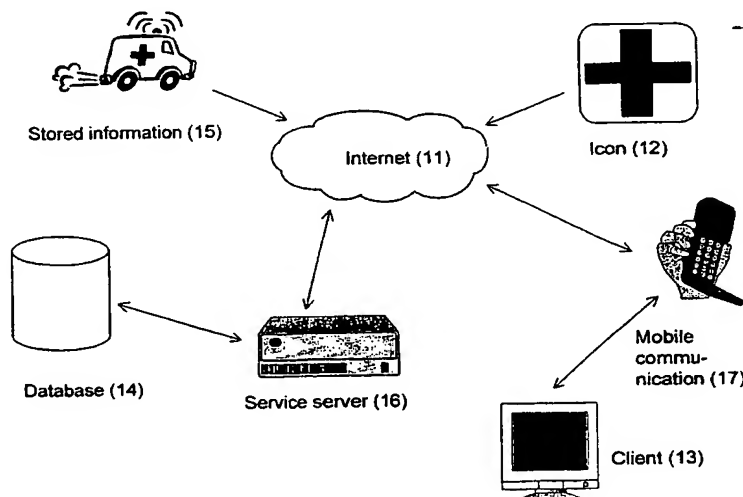 Stored information (15)
Internet (11)
Icon (12)
Database (14)
Service server (16)
Mobile
commu-
nication (17)
Client (13)